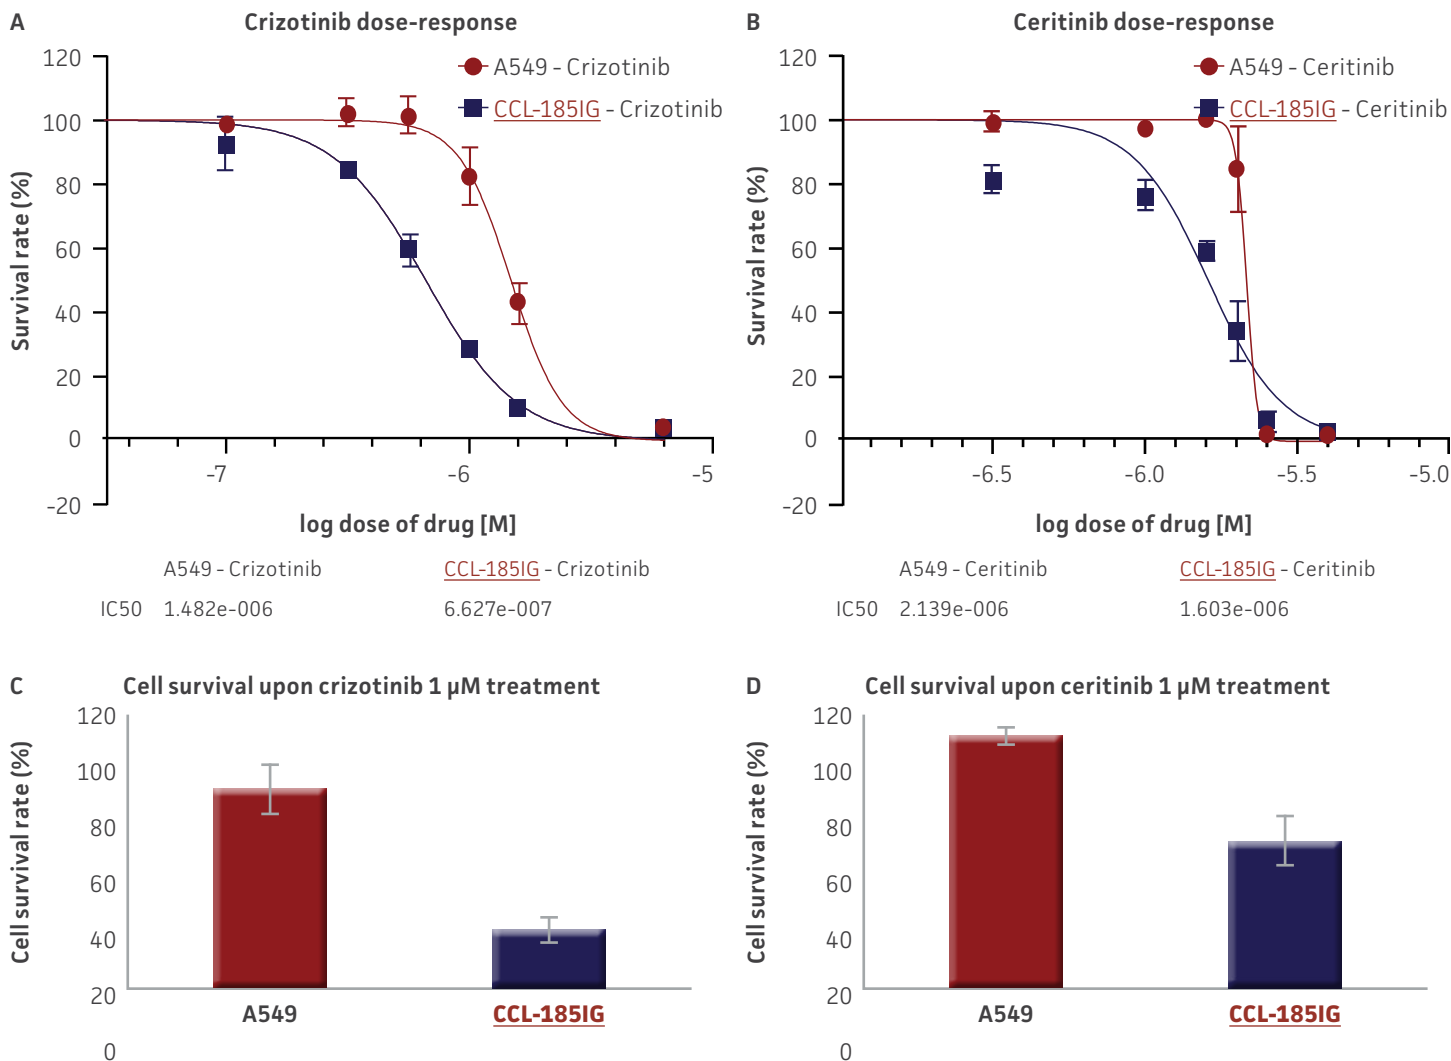 A Crizotinib dose-response
120
100
80
60
40
20
0
-20
Survival rate (%)
A549 - Crizotinib
CCL-185IG - Crizotinib
-7
-6
-5
log dose of drug [M]
A549 - Crizotinib CCL-185IG - Crizotinib
IC50 1.482e-006 6.627e-007
B Ceritinib dose-response
120
100
80
60
40
20
0
-20
Survival rate (%)
A549 - Ceritinib
CCL-185IG - Ceritinib
-6.5
-6.0
-5.5
-5.0
log dose of drug [M]
A549 - Ceritinib CCL-185IG - Ceritinib
IC50 2.139e-006 1.603e-006
C Cell survival upon crizotinib 1 µM treatment
120
100
80
60
40
20
0
Cell survival rate (%)
A549
CCL-185IG
D Cell survival upon ceritinib 1 µM treatment
120
100
80
60
40
20
0
Cell survival rate (%)
A549
CCL-185IG